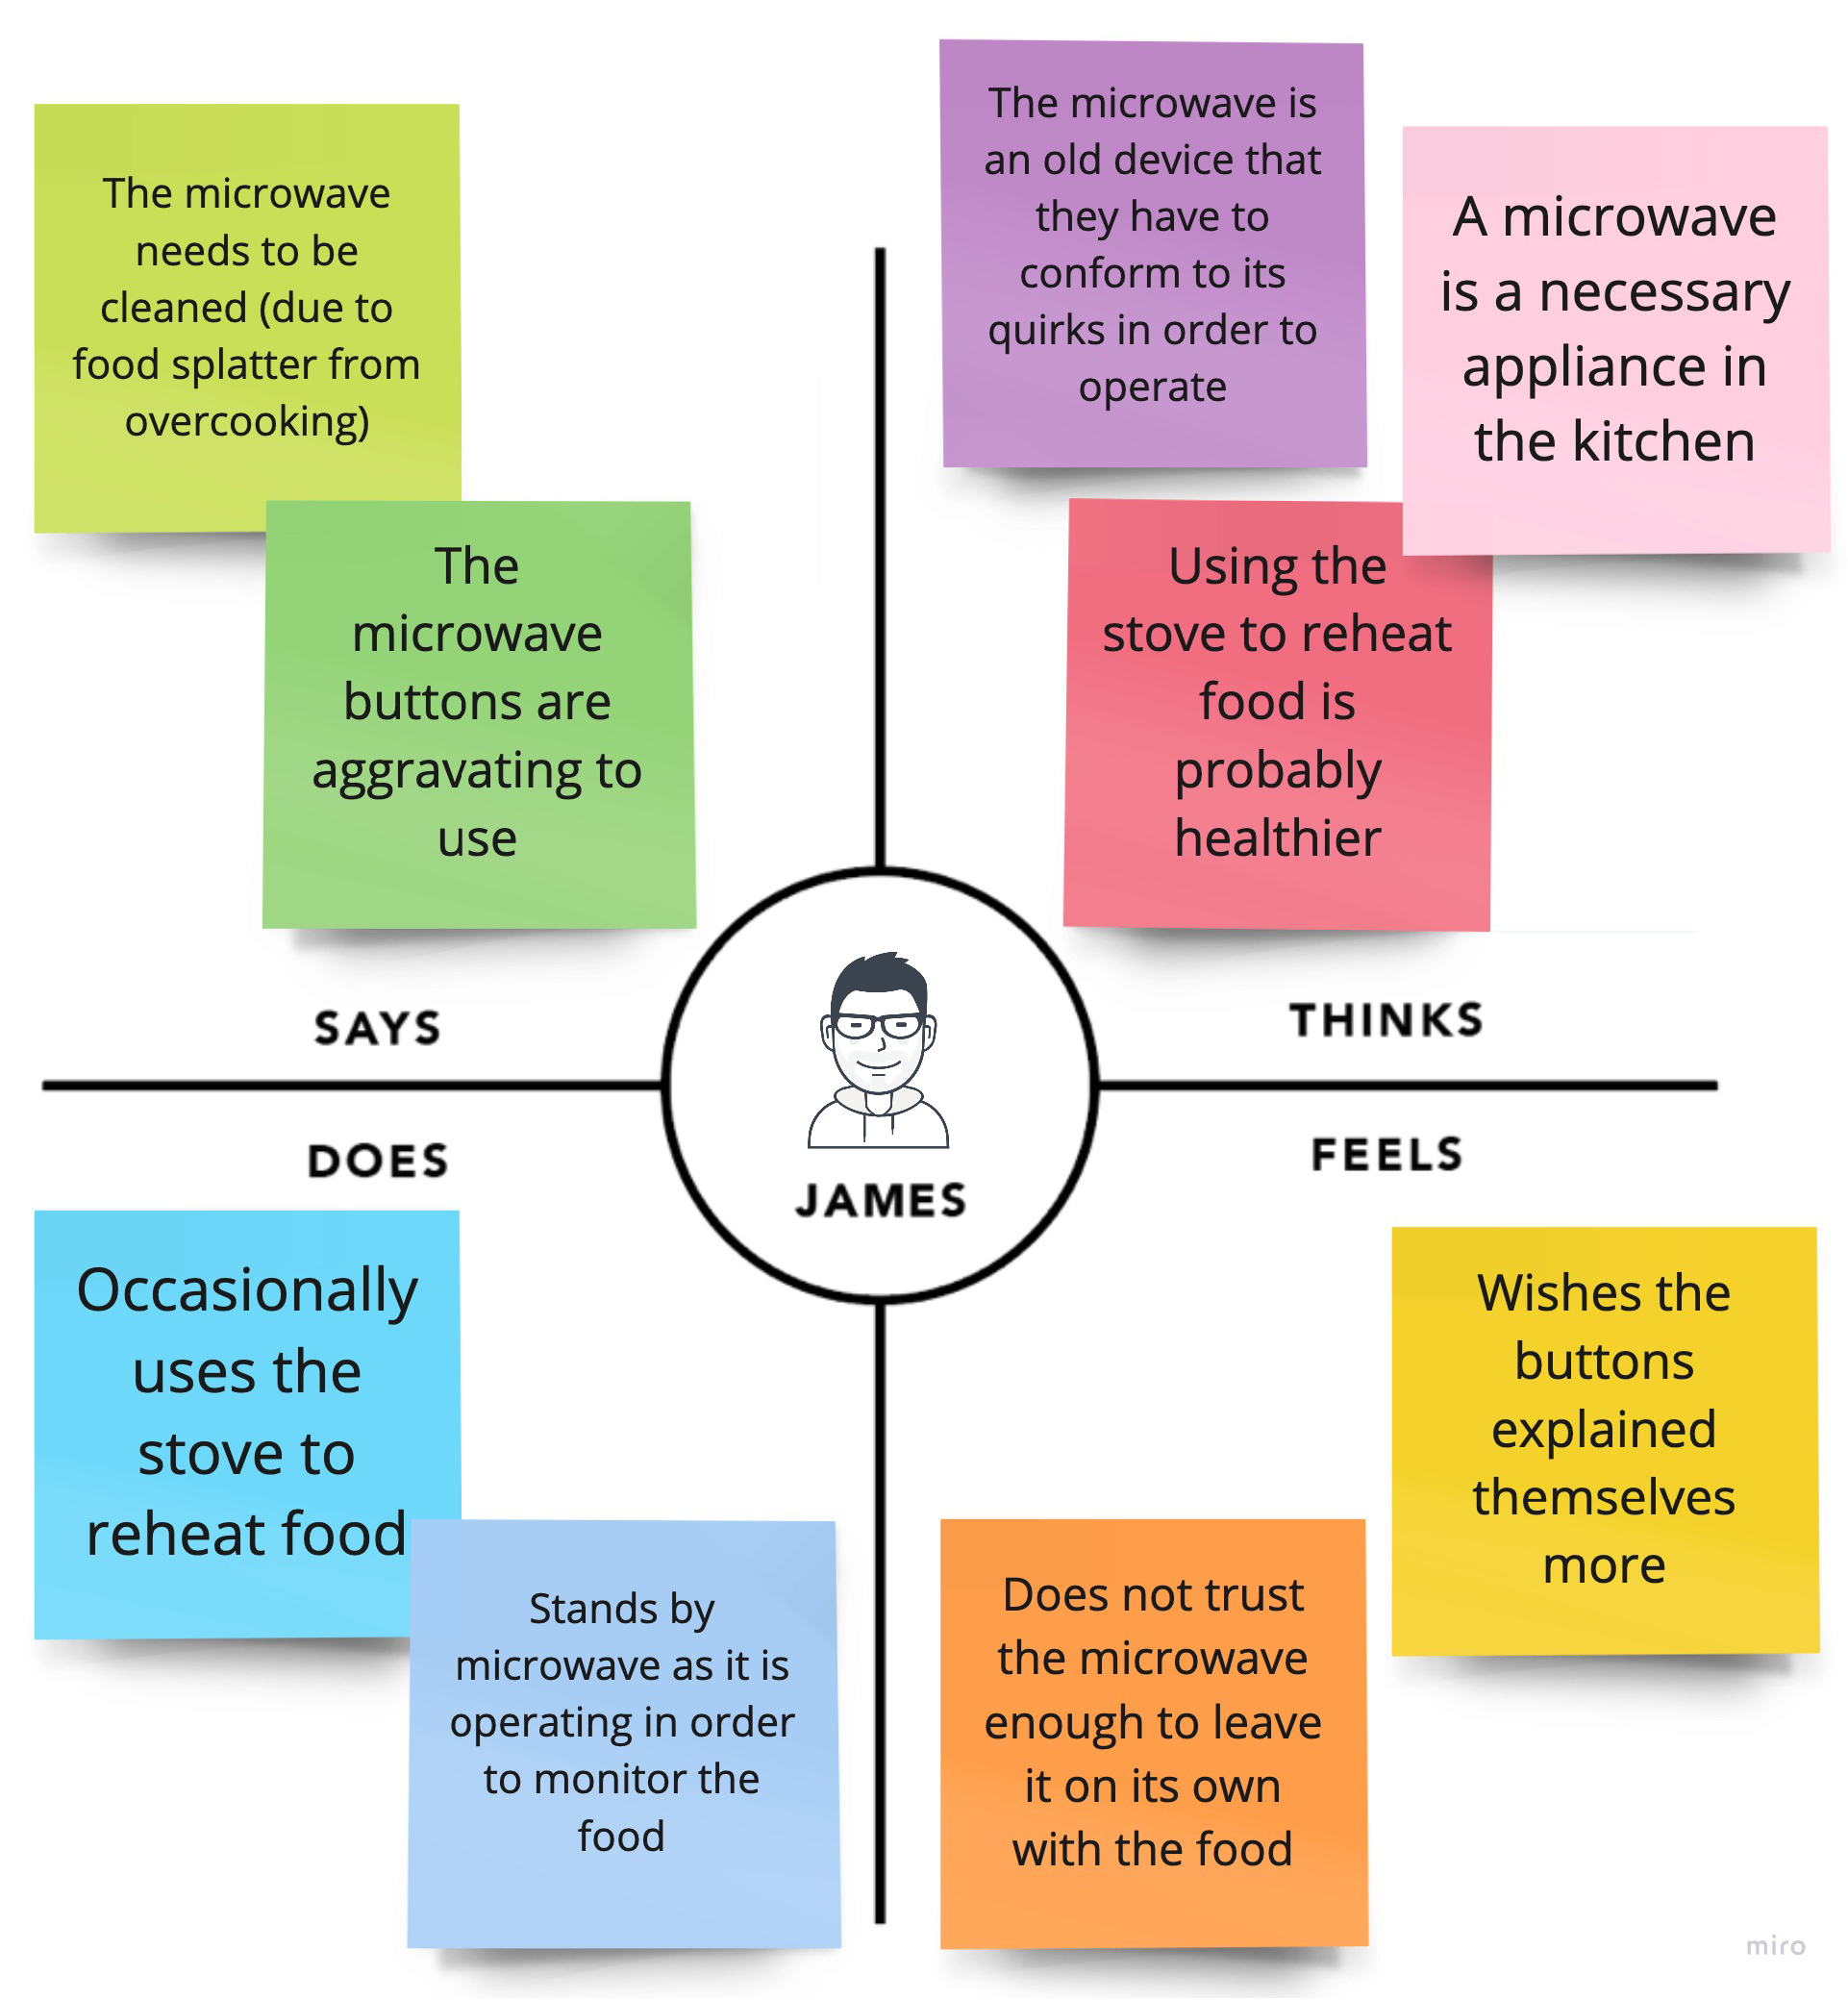 The microwave
needs to be
cleaned (due to
food splatter from
overcooking)
The
microwave
buttons are
aggravating to
use
SAYS
The microwave is
an old device that
they have to
conform to its
quirks in order to
operate
A microwave
is a necessary
appliance in
the kitchen
Using the
stove to reheat
food is
probably
healthier
THINKS
JAMES
DOES
Occasionally
uses the
stove to
reheat food
Stands by
microwave as it is
operating in order
to monitor the
food
FEELS
Wishes the
buttons
explained
themselves
more
Does not trust
the microwave
enough to leave
it on its own
with the food
miro